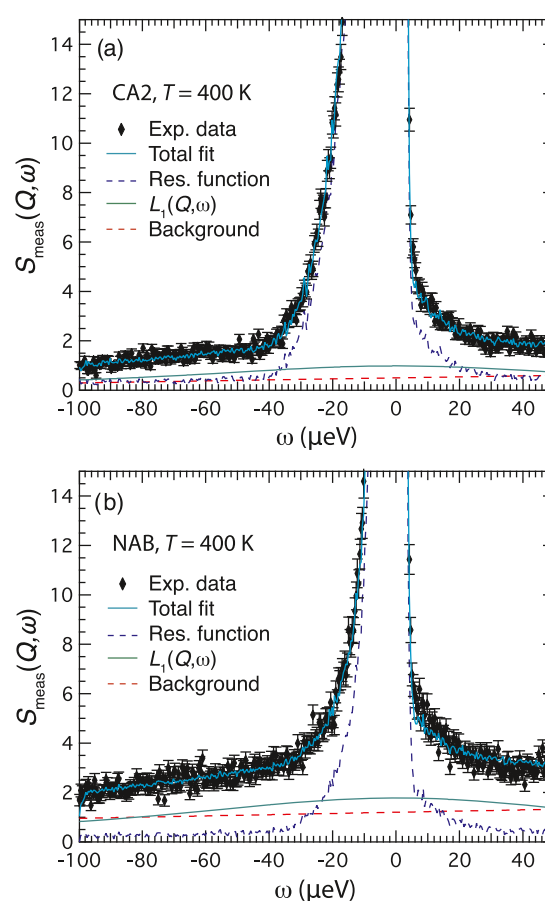 (a)
CA2, T = 400 K
Exp. data
Total fit
Res. function
L₁(Q,ω)
Background
S_meas(Q,ω)
14
12
10
8
6
4
2
0
-100 -80 -60 -40 -20 0 20 40
ω (µeV)
(b)
NAB, T = 400 K
Exp. data
Total fit
Res. function
L₁(Q,ω)
Background
S_meas(Q,ω)
14
12
10
8
6
4
2
0
-100 -80 -60 -40 -20 0 20 40
ω (µeV)